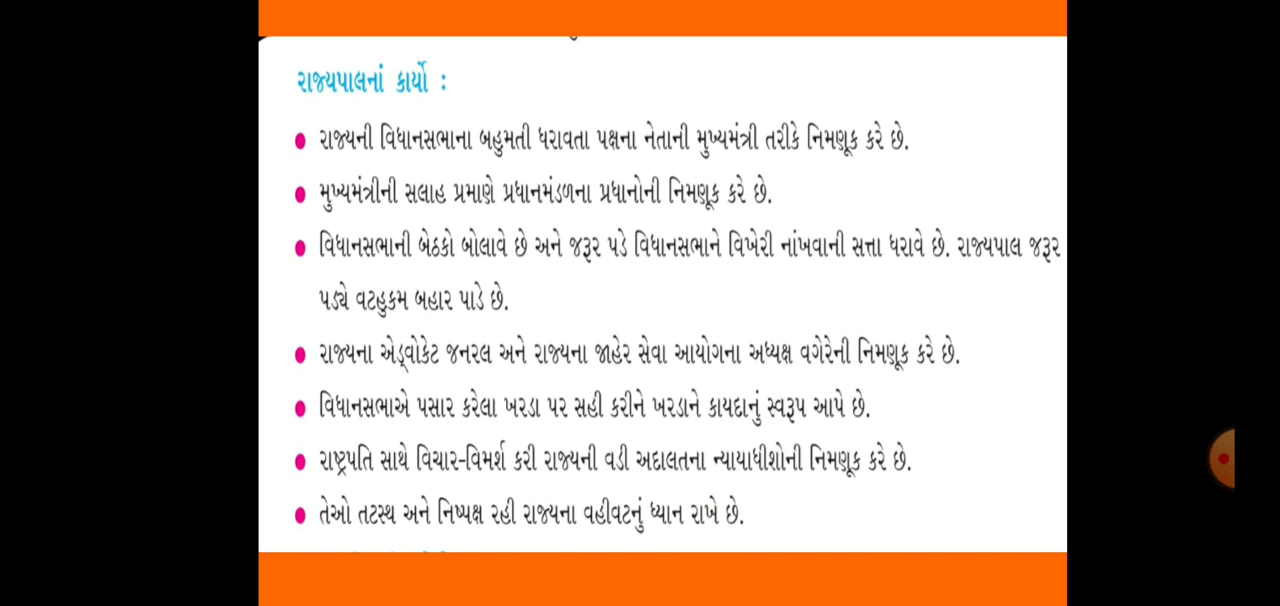 રાજ્યપાલનાં કાર્યો :
● રાજ્યની વિધાનસભાના બહુમતી ધરાવતા પક્ષના નેતાની મુખ્યમંત્રી તરીકે નિમણૂક કરે છે.
● મુખ્યમંત્રીની સલાહ પ્રમાણે પ્રધાનમંડળના પ્રધાનોની નિમણૂક કરે છે.
● વિધાનસભાની બેઠકો બોલાવે છે અને જરૂર પડે વિધાનસભાને વિખેરી નાંખવાની સત્તા ધરાવે છે. રાજ્યપાલ જરૂર
પડ્યે વટહુકમ બહાર પાડે છે.
● રાજ્યના એડ્વોકેટ જનરલ અને રાજ્યના જાહેર સેવા આયોગના અધ્યક્ષ વગેરેની નિમણૂક કરે છે.
● વિધાનસભાએ પસાર કરેલા ખરડા પર સહી કરીને ખરડાને કાયદાનું સ્વરૂપ આપે છે.
● રાષ્ટ્રપતિ સાથે વિચાર-વિમર્શ કરી રાજ્યની વડી અદાલતના ન્યાયાધીશોની નિમણૂક કરે છે.
● તેઓ તટસ્થ અને નિષ્પક્ષ રહી રાજ્યના વહીવટનું ધ્યાન રાખે છે.